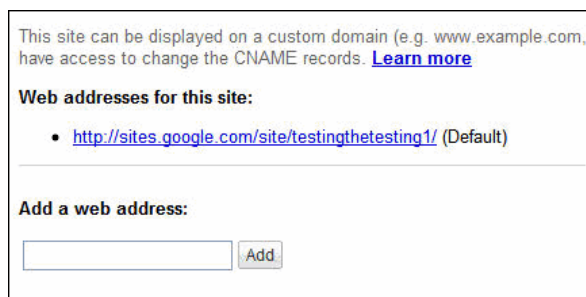 This site can be displayed on a custom domain (e.g. www.example.com,
have access to change the CNAME records. Learn more
Web addresses for this site:
• http://sites.google.com/site/testingthetesting1/ (Default)
Add a web address:
Add